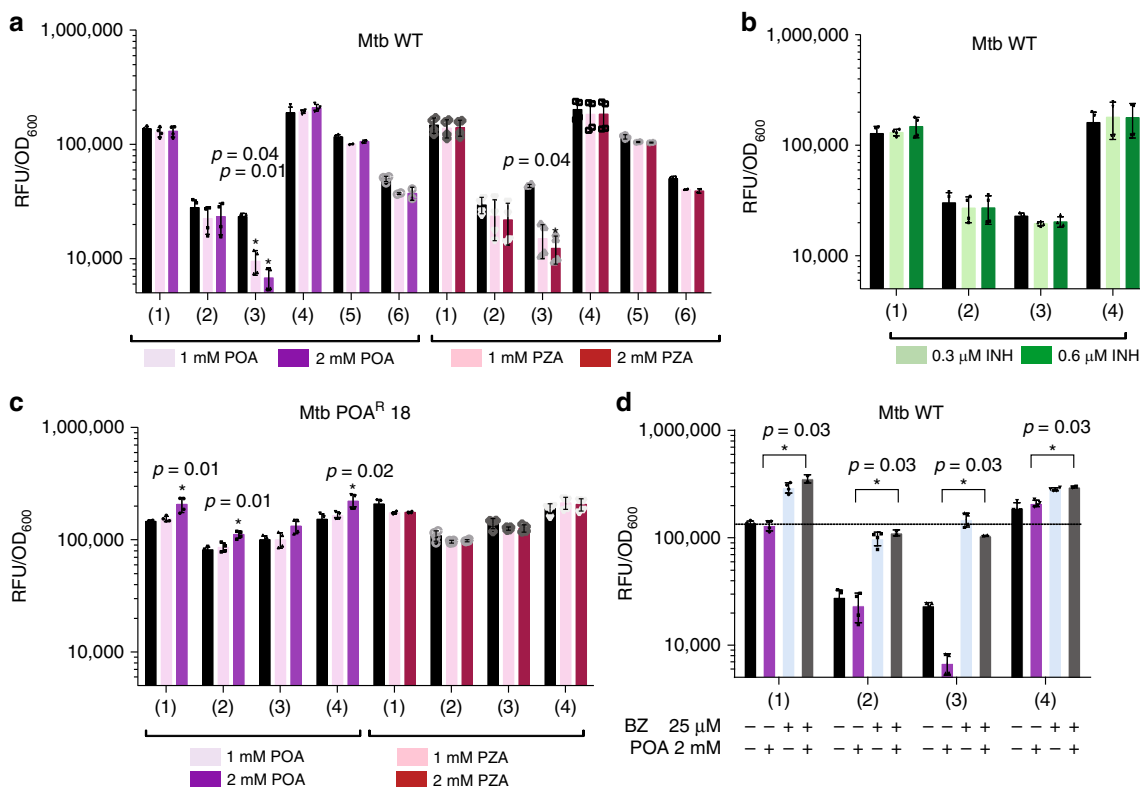 a
Mtb WT
1,000,000
100,000
10,000
RFU/OD600
p = 0.04
p = 0.01
* *
p = 0.04
*
(1) (2) (3) (4) (5) (6) (1) (2) (3) (4) (5) (6)
1 mM POA 2 mM POA 1 mM PZA 2 mM PZA
b
Mtb WT
1,000,000
100,000
10,000
RFU/OD600
(1) (2) (3) (4)
0.3 μM INH 0.6 μM INH
c
Mtb POAR 18
1,000,000
100,000
10,000
RFU/OD600
p = 0.01
*
p = 0.01
*
p = 0.02
*
(1) (2) (3) (4) (1) (2) (3) (4)
1 mM POA 1 mM PZA
2 mM POA 2 mM PZA
d
Mtb WT
1,000,000
100,000
10,000
RFU/OD600
p = 0.03
*
p = 0.03
*
p = 0.03
*
p = 0.03
*
(1) (2) (3) (4)
BZ 25 μM − − + + − − + + − − + + − − + +
POA 2 mM − + − + − + − + − + − + − + − +